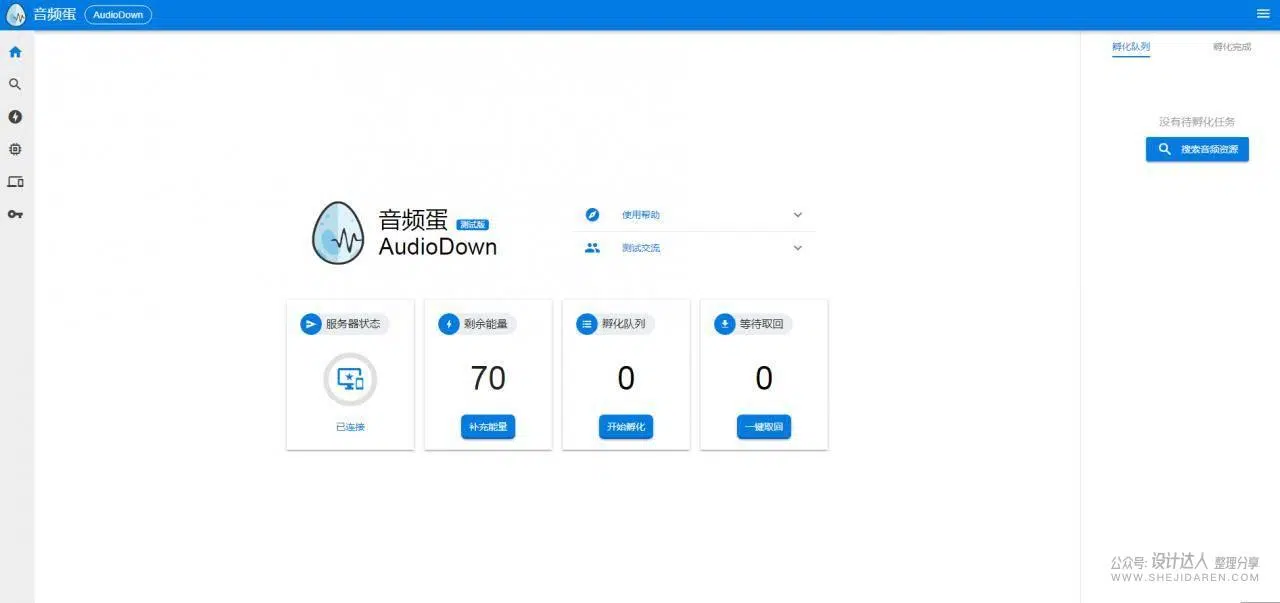 音频蛋 AudioDown
孵化队列 孵化完成
没有待孵化任务
搜索音频资源
音频蛋 测试版
AudioDown
使用帮助
测试交流
服务器状态
已连接
剩余能量
70
补充能量
孵化队列
0
开始孵化
等待取回
0
一键取回
公众号: 设计达人 整理分享
WWW.SHEJIDAREN.COM